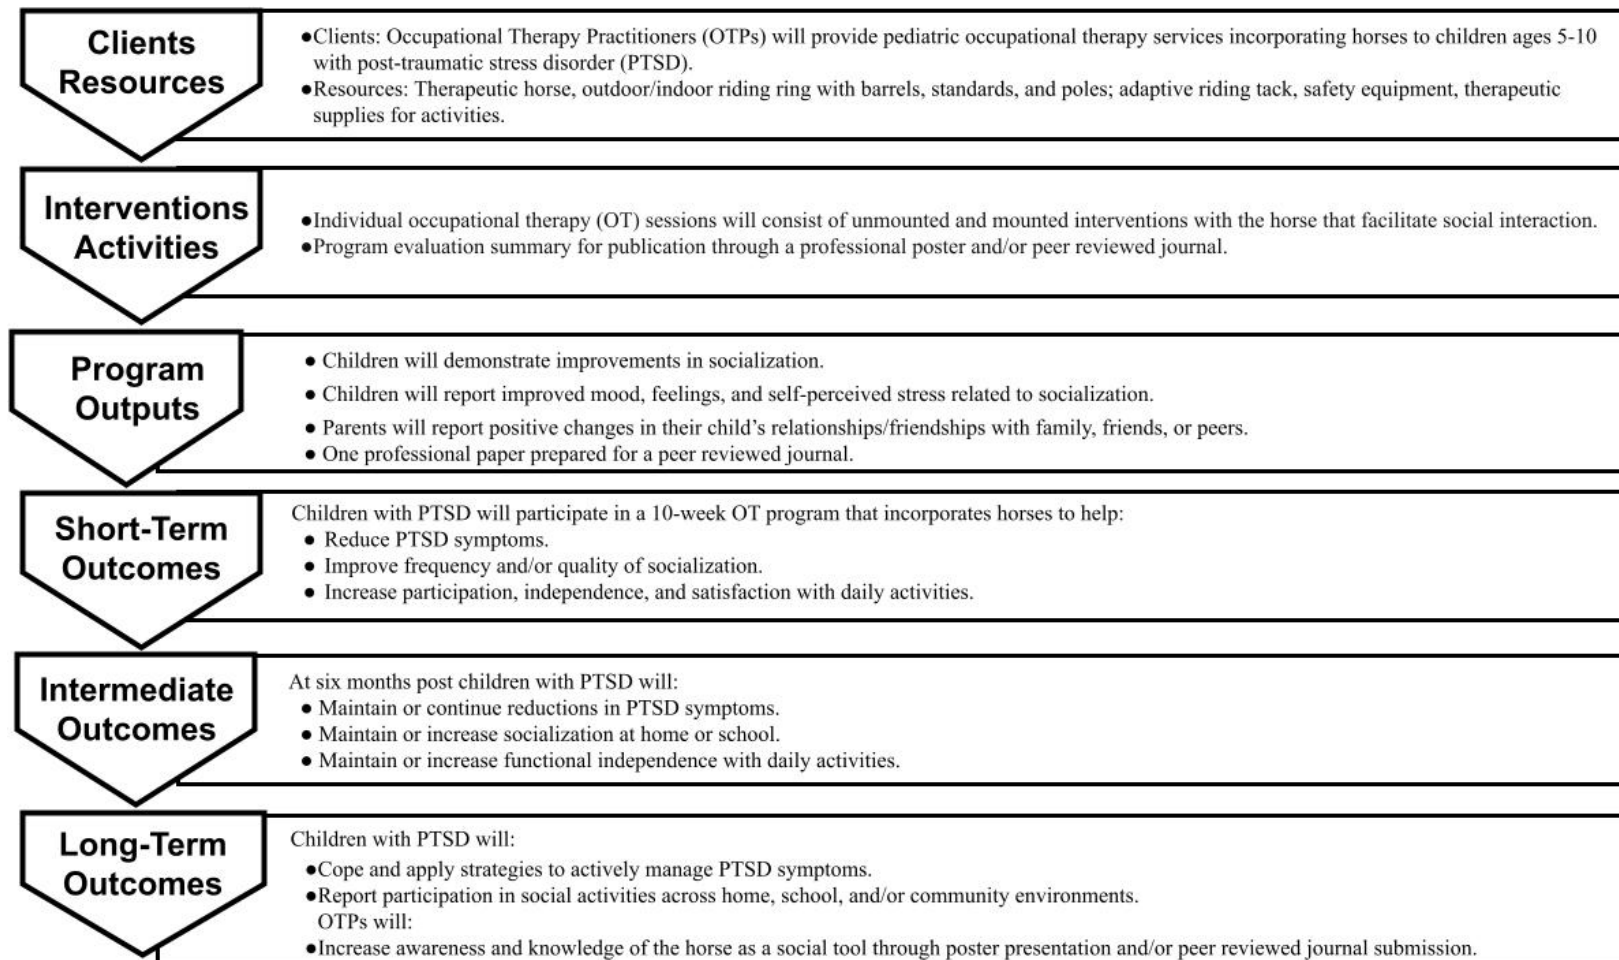 Clients
Resources
●Clients: Occupational Therapy Practitioners (OTPs) will provide pediatric occupational therapy services incorporating horses to children ages 5-10
with post-traumatic stress disorder (PTSD).
●Resources: Therapeutic horse, outdoor/indoor riding ring with barrels, standards, and poles; adaptive riding tack, safety equipment, therapeutic
supplies for activities.
Interventions
Activities
●Individual occupational therapy (OT) sessions will consist of unmounted and mounted interventions with the horse that facilitate social interaction.
●Program evaluation summary for publication through a professional poster and/or peer reviewed journal.
Program
Outputs
● Children will demonstrate improvements in socialization.
● Children will report improved mood, feelings, and self-perceived stress related to socialization.
● Parents will report positive changes in their child’s relationships/friendships with family, friends, or peers.
● One professional paper prepared for a peer reviewed journal.
Short-Term
Outcomes
Children with PTSD will participate in a 10-week OT program that incorporates horses to help:
● Reduce PTSD symptoms.
● Improve frequency and/or quality of socialization.
● Increase participation, independence, and satisfaction with daily activities.
Intermediate
Outcomes
At six months post children with PTSD will:
● Maintain or continue reductions in PTSD symptoms.
● Maintain or increase socialization at home or school.
● Maintain or increase functional independence with daily activities.
Long-Term
Outcomes
Children with PTSD will:
●Cope and apply strategies to actively manage PTSD symptoms.
●Report participation in social activities across home, school, and/or community environments.
OTPs will:
●Increase awareness and knowledge of the horse as a social tool through poster presentation and/or peer reviewed journal submission.